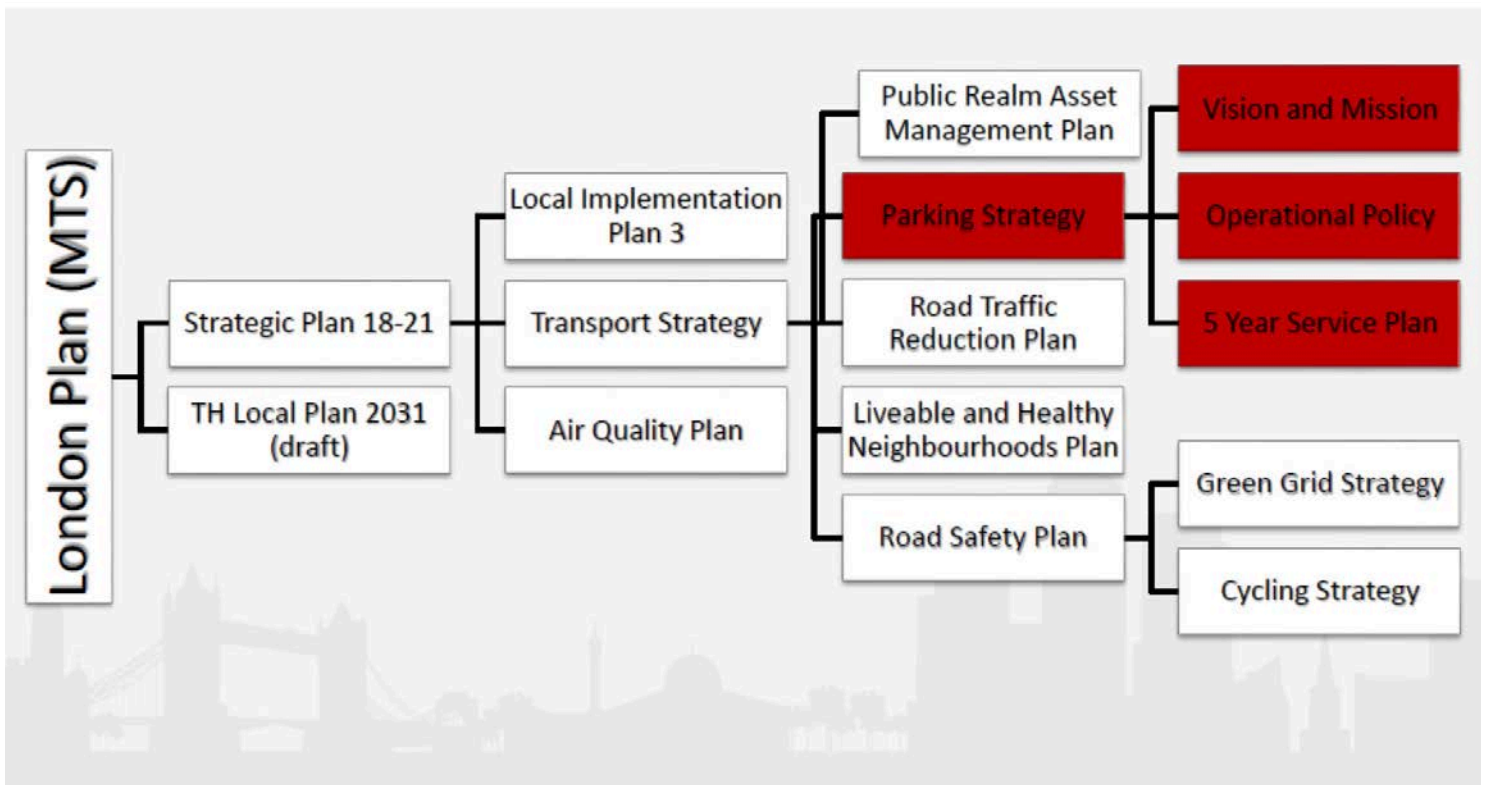 London Plan (MTS)
Strategic Plan 18-21
TH Local Plan 2031
(draft)
Local Implementation
Plan 3
Transport Strategy
Air Quality Plan
Public Realm Asset
Management Plan
Parking Strategy
Road Traffic
Reduction Plan
Liveable and Healthy
Neighbourhoods Plan
Road Safety Plan
Vision and Mission
Operational Policy
5 Year Service Plan
Green Grid Strategy
Cycling Strategy